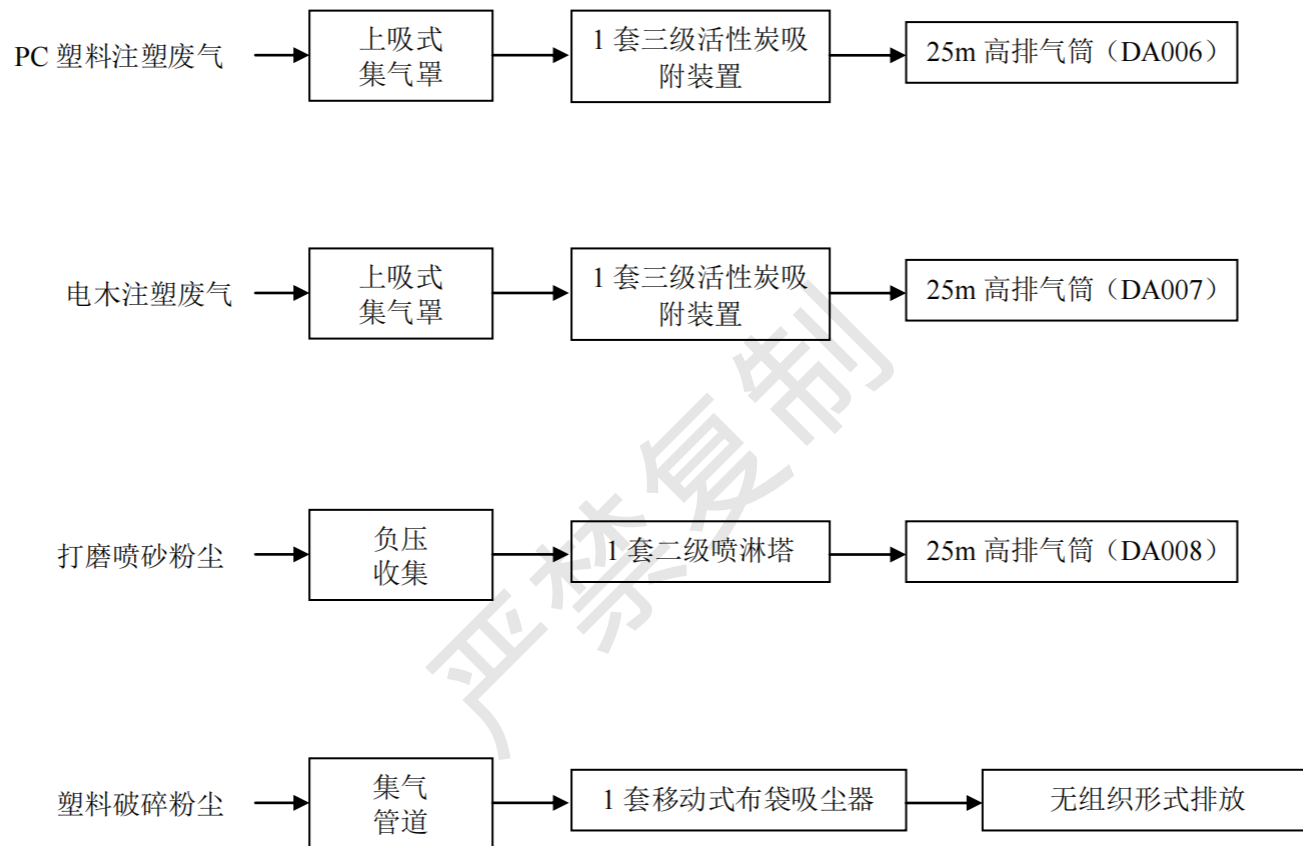 PC 塑料注塑废气
上吸式
集气罩
1 套三级活性炭吸
附装置
25m 高排气筒（DA006）
电木注塑废气
上吸式
集气罩
1 套三级活性炭吸
附装置
25m 高排气筒（DA007）
打磨喷砂粉尘
负压
收集
1 套二级喷淋塔
25m 高排气筒（DA008）
塑料破碎粉尘
集气
管道
1 套移动式布袋吸尘器
无组织形式排放
严禁复制